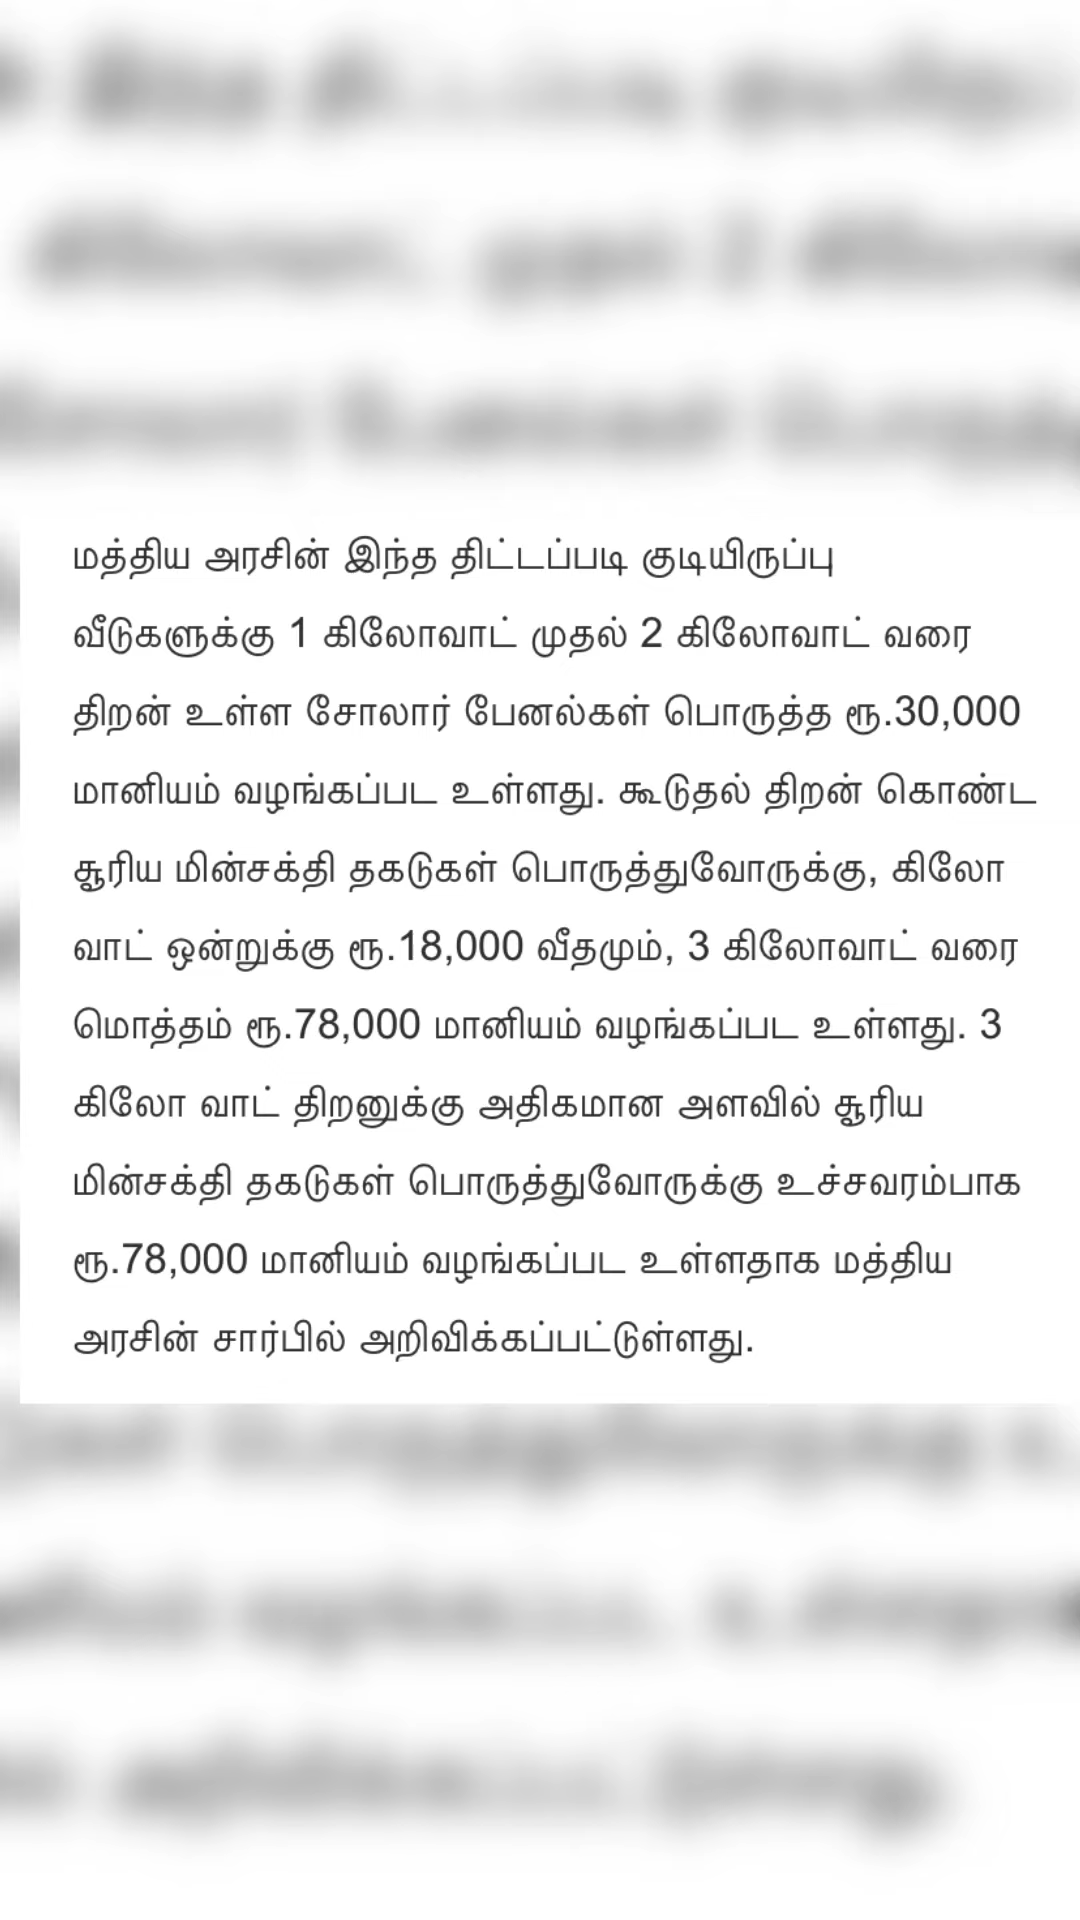 மத்திய அரசின் இந்த திட்டப்படி குடியிருப்பு
வீடுகளுக்கு 1 கிலோவாட் முதல் 2 கிலோவாட் வரை
திறன் உள்ள சோலார் பேனல்கள் பொருத்த ரூ.30,000
மானியம் வழங்கப்பட உள்ளது. கூடுதல் திறன் கொண்ட
சூரிய மின்சக்தி தகடுகள் பொருத்துவோருக்கு, கிலோ
வாட் ஒன்றுக்கு ரூ.18,000 வீதமும், 3 கிலோவாட் வரை
மொத்தம் ரூ.78,000 மானியம் வழங்கப்பட உள்ளது. 3
கிலோ வாட் திறனுக்கு அதிகமான அளவில் சூரிய
மின்சக்தி தகடுகள் பொருத்துவோருக்கு உச்சவரம்பாக
ரூ.78,000 மானியம் வழங்கப்பட உள்ளதாக மத்திய
அரசின் சார்பில் அறிவிக்கப்பட்டுள்ளது.